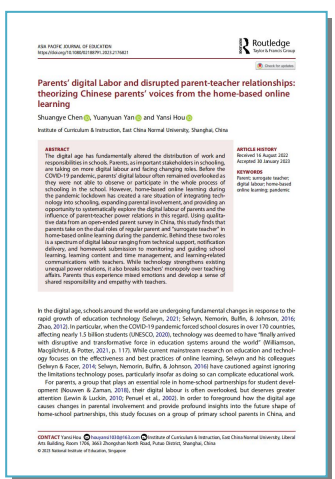 ASIA PACIFIC JOURNAL OF EDUCATION
https://doi.org/10.1080/02188791.2023.2176821
Routledge
Taylor & Francis Group
Check for updates
Parents' digital Labor and disrupted parent-teacher relationships:
theorizing Chinese parents' voices from the home-based online
learning
Shuangye Chen, Yuanyuan Yan and Yansi Hou
Institute of Curriculum & Instruction, East China Normal University, Shanghai, China
ABSTRACT
The digital age has fundamentally altered the distribution of work and
responsibilities in schools. Parents, as important stakeholders in schooling,
are taking on more digital labour and facing changing roles. Before the
COVID-19 pandemic, parents' digital labour often remained overlooked as
they were not able to observe or participate in the whole process of
schooling in the school. However, home-based online learning during
the pandemic lockdown has created a rare situation of integrating tech-
nology into schooling, expanding parental involvement, and providing an
opportunity to systematically explore the digital labour of parents and the
influence of parent-teacher power relations in this regard. Using qualita-
tive data from an open-ended parent survey in China, this study finds that
parents take on the dual roles of regular parent and "surrogate teacher" in
home-based online learning during the pandemic. Behind these two roles
is a spectrum of digital labour ranging from technical support, notification
delivery, and homework submission to monitoring and guiding school
learning, learning content and time management, and learning-related
communications with teachers. While technology strengthens existing
unequal power relations, it also breaks teachers' monopoly over teaching
affairs. Parents thus experience mixed emotions and develop a sense of
shared responsibility and empathy with teachers.
ARTICLE HISTORY
Received 16 August 2022
Accepted 30 January 2023
KEYWORDS
Parent; surrogate teacher;
digital labour; home-based
online learning; pandemic
In the digital age, schools around the world are undergoing fundamental changes in response to the
rapid growth of education technology (Selwyn, 2021; Selwyn, Nemorin, Bulfin, & Johnson, 2016;
Zhao, 2012). In particular, when the COVID-19 pandemic forced school closures in over 170 countries,
affecting nearly 1.5 billion students (UNESCO, 2020), technology was deemed to have "finally arrived
with disruptive and transformative force in education systems around the world" (Williamson,
Macgilchrist, & Potter, 2021, p. 117). While current mainstream research on education and technol-
ogy focuses on the effectiveness and best practices of online learning, Selwyn and his colleagues
(Selwyn & Facer, 2014; Selwyn, Nemorin, Bulfin, & Johnson, 2016) have cautioned against ignoring
the limitations technology poses, particularly insofar as doing so can complicate educational work.
For parents, a group that plays an essential role in home-school partnerships for student devel-
opment (Nouwen & Zaman, 2018), their digital labour is often overlooked, but deserves greater
attention (Lewin & Luckin, 2010; Penuel et al., 2002). In order to foreground how the digital age
causes changes in parental involvement and provide profound insights into the future shape of
home-school partnerships, this study focuses on a group of primary school parents in China, and
CONTACT Yansi Hou houyansi1028@163.com Institute of Curriculum & Instruction, East China Normal University, Liberal
Arts Building, Room 1706, 3663 Zhongshan North Road, Putuo District, Shanghai, China
© 2023 National Institute of Education, Singapore